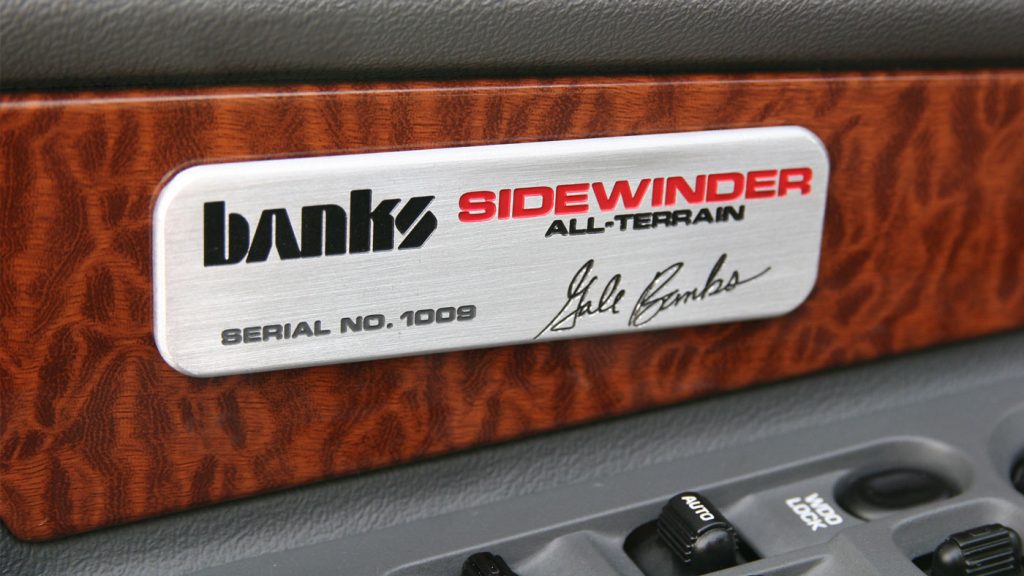 banks SIDEWINDER
ALL-TERRAIN
Gale Banks
SERIAL NO. 1009
AUTO
WDO
LOCK